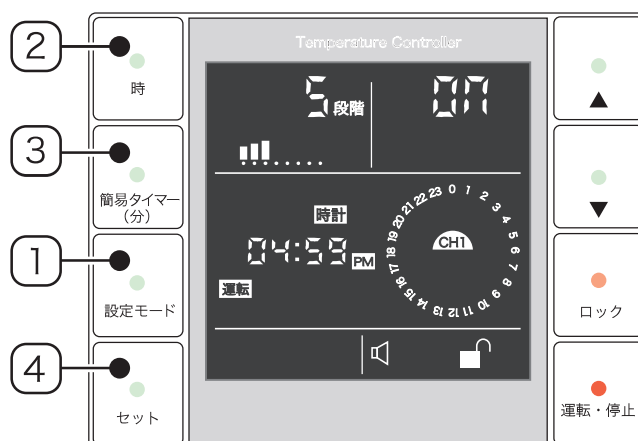 Temperature Controller
2
時
3
簡易タイマー
(分)
1
設定モード
4
セット
5 段階
ON
時計
04:59 PM
運転
0 1 2 3 4 5 6 7 8 9 10 11 12 13 14 15 16 17 18 19 20 21 22 23
CH1
▲
▼
ロック
運転・停止